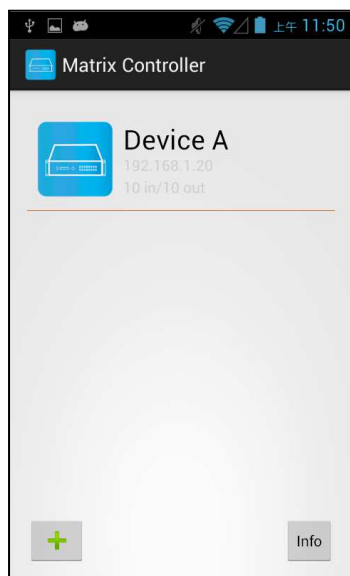 上午 11:50
Matrix Controller
Device A
192.168.1.20
10 in/10 out
Info